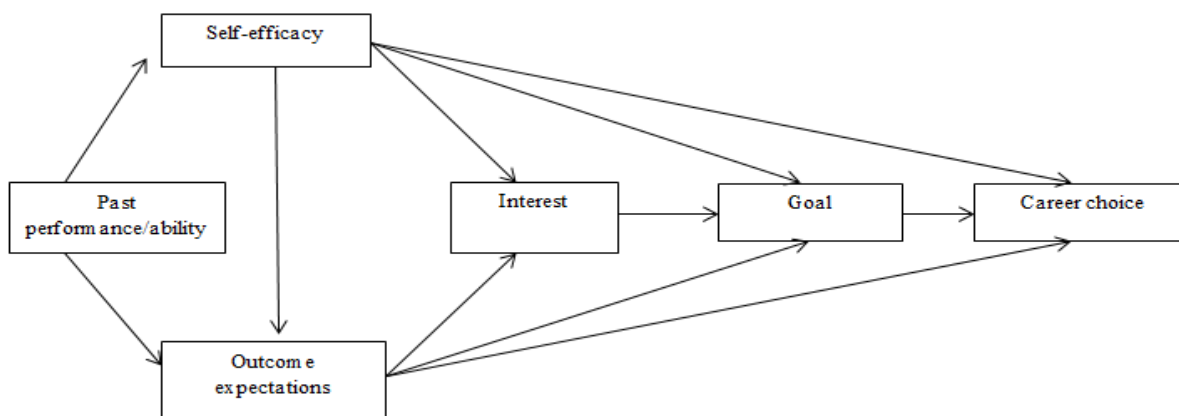 Self-efficacy
Past
performance/ability
Interest
Goal
Career choice
Outcome
expectations